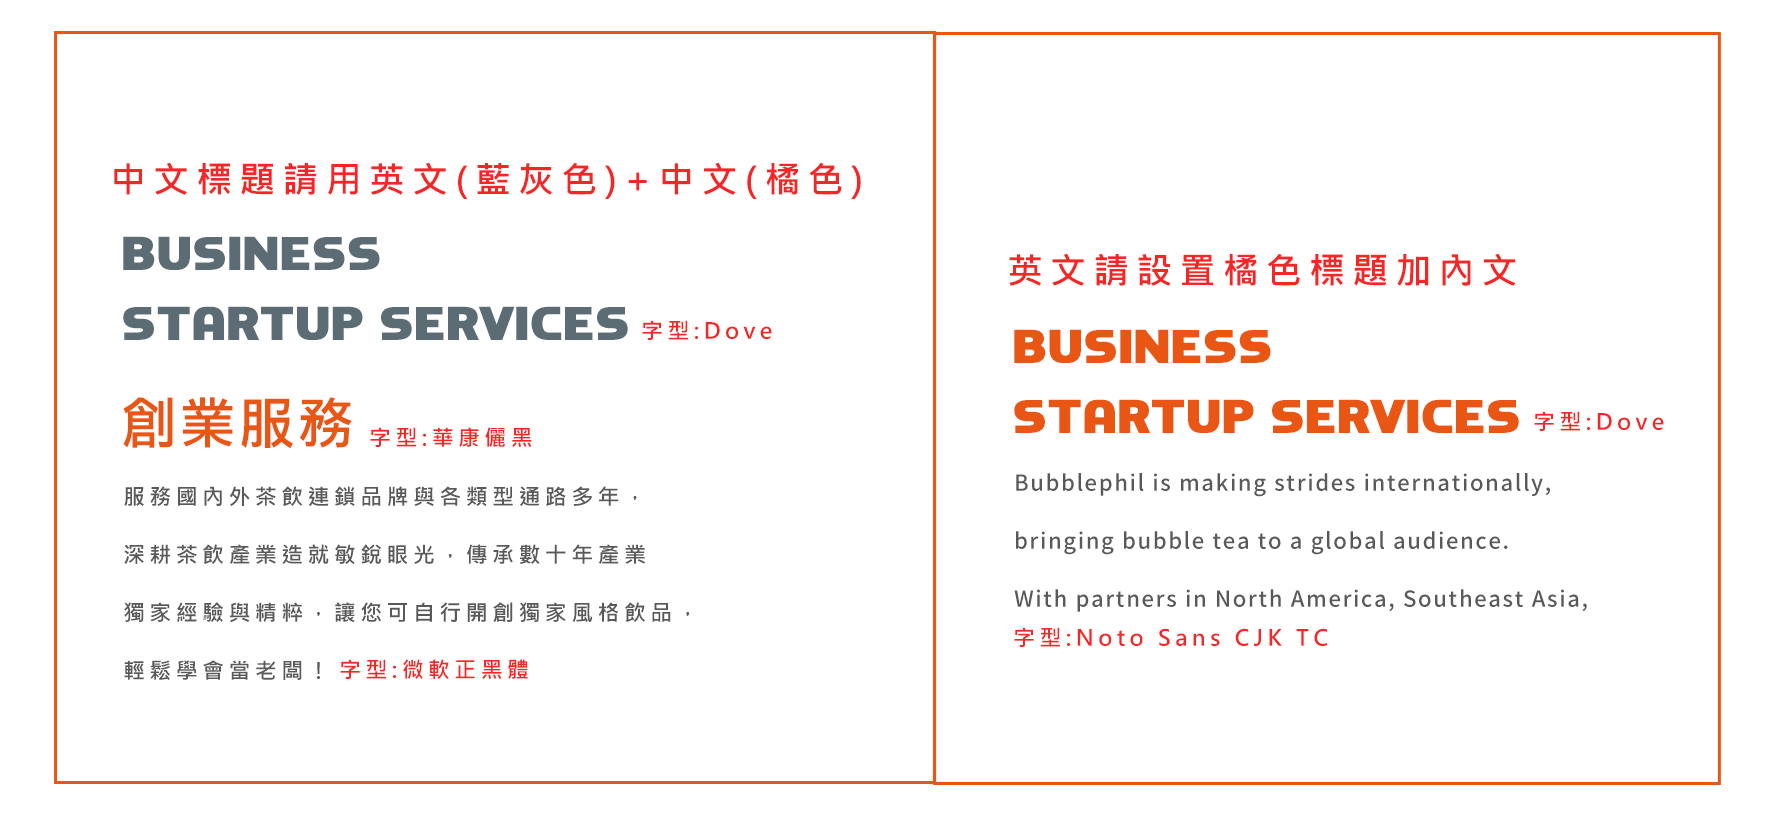 中文標題請用英文(藍灰色)+中文(橘色)
BUSINESS
STARTUP SERVICES 字型:Dove
創業服務 字型:華康儷黑
服務國內外茶飲連鎖品牌與各類型通路多年，
深耕茶飲產業造就敏銳眼光，傳承數十年產業
獨家經驗與精粹，讓您可自行開創獨家風格飲品，
輕鬆學會當老闆！ 字型:微軟正黑體
英文請設置橘色標題加內文
BUSINESS
STARTUP SERVICES 字型:Dove
Bubblephil is making strides internationally,
bringing bubble tea to a global audience.
With partners in North America, Southeast Asia,
字型:Noto Sans CJK TC